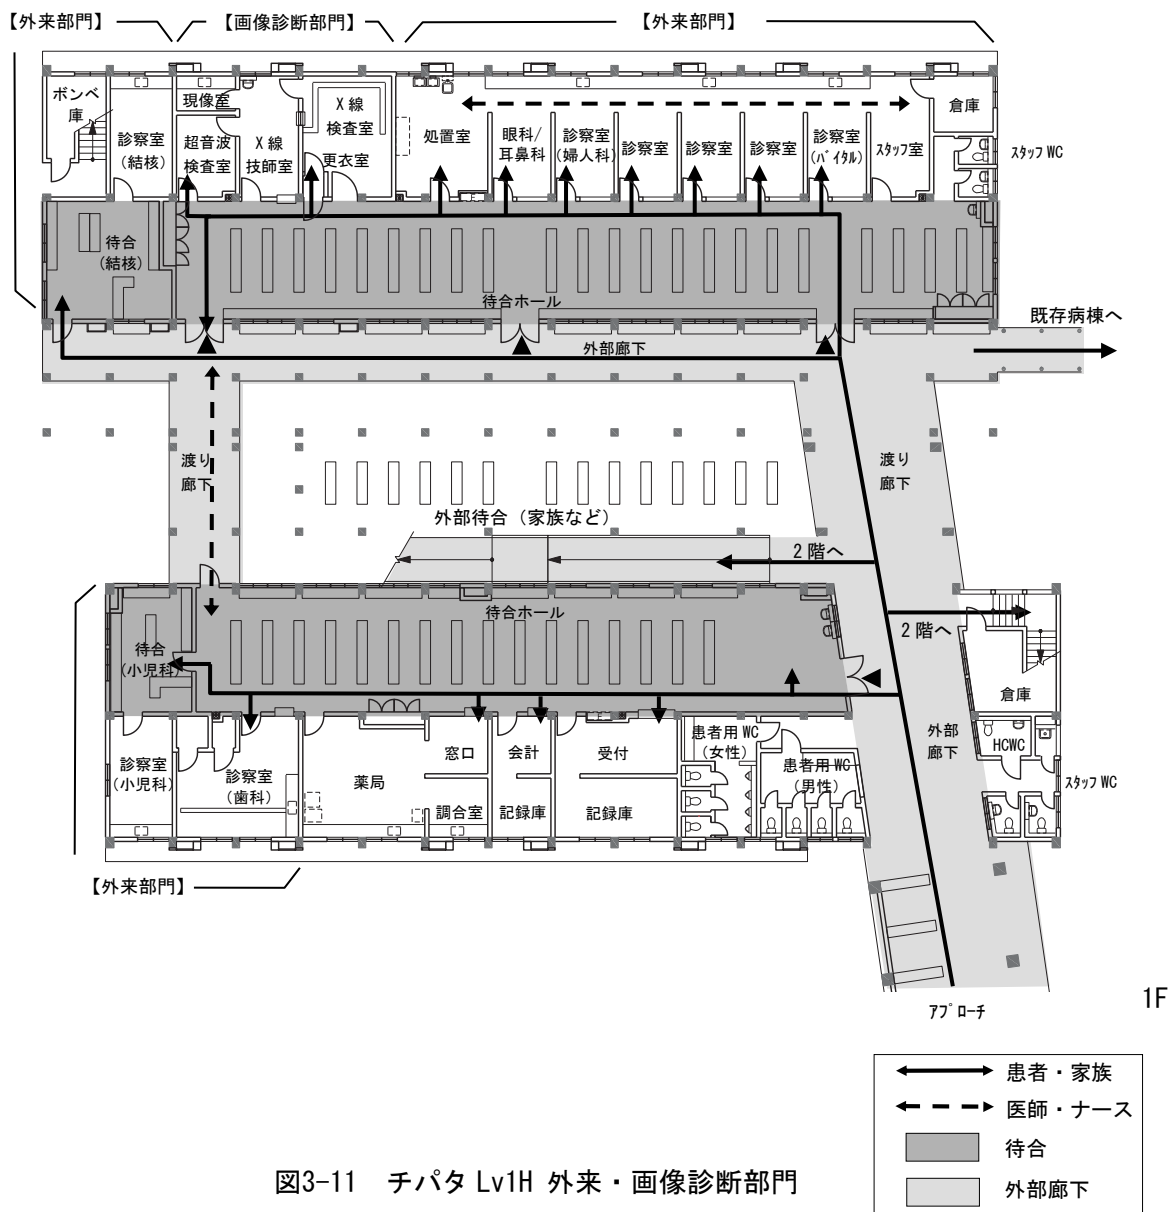 【外来部門】
【画像診断部門】
【外来部門】
ボンベ
庫
診察室
(結核)
現像室
超音波
検査室
X 線
技師室
X 線
検査室
更衣室
処置室
眼科/
耳鼻科
診察室
(婦人科)
診察室
診察室
診察室
診察室
(バイタル)
スタッフ室
倉庫
スタッフ WC
待合
(結核)
待合ホール
既存病棟へ
外部廊下
渡り
廊下
渡り
廊下
外部待合（家族など）
2 階へ
待合ホール
2 階へ
待合
(小児科)
倉庫
診察室
(小児科)
診察室
(歯科)
薬局
窓口
調合室
会計
記録庫
受付
記録庫
患者用 WC
(女性)
患者用 WC
(男性)
外部
廊下
HCWC
スタッフ WC
【外来部門】
アプローチ
1F
患者・家族
医師・ナース
待合
外部廊下
図3-11 チパタ Lv1H 外来・画像診断部門